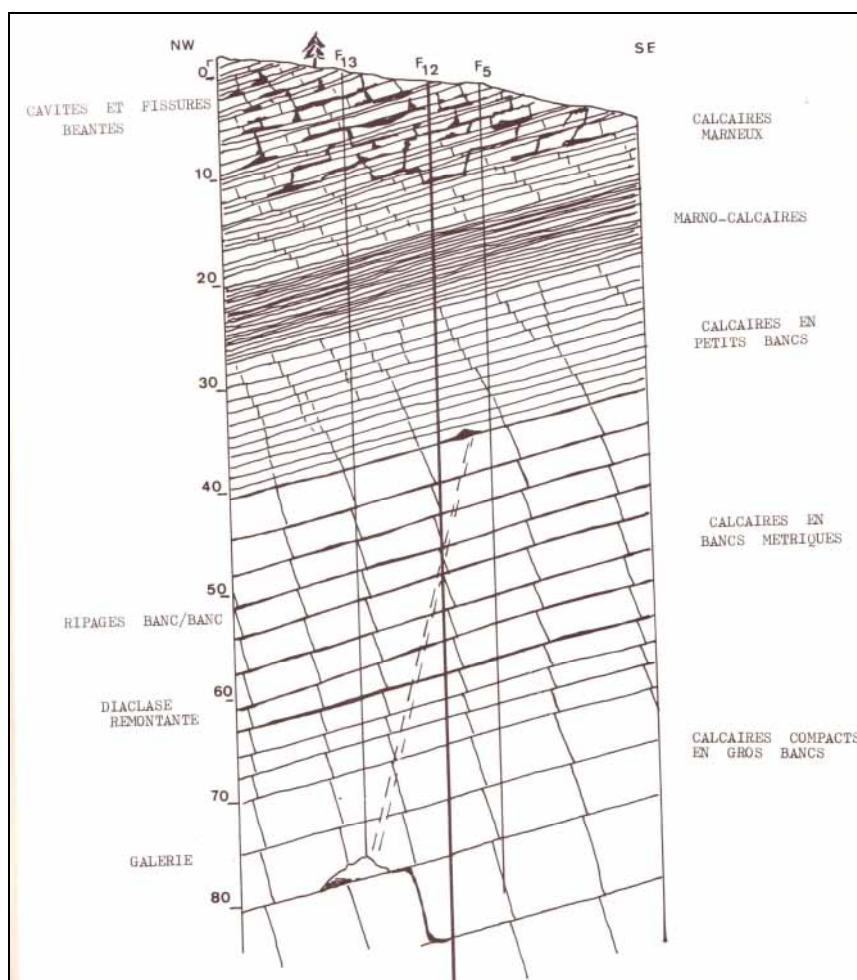 NW
SE
F13
F12
F5
0
CAVITES ET FISSURES
BEANTES
CALCAIRES
MARNEUX
10
MARNO-CALCAIRES
20
CALCAIRES EN
PETITS BANCS
30
40
CALCAIRES EN
BANCS METRIQUES
50
RIPAGES BANC/BANC
60
DIACLASE
REMONTANTE
CALCAIRES COMPACTS
EN GROS BANCS
70
GALERIE
80